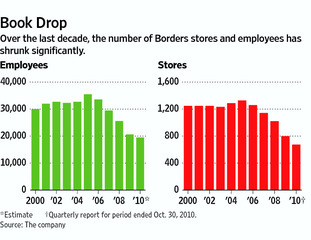 Book Drop
Over the last decade, the number of Borders stores and employees has
shrunk significantly.
Employees
Stores
40,000
30,000
20,000
10,000
0
2000 '02 '04 '06 '08 '10*
1,600
1,200
800
400
0
2000 '02 '04 '06 '08 '10†
*Estimate †Quarterly report for period ended Oct. 30, 2010.
Source: The company